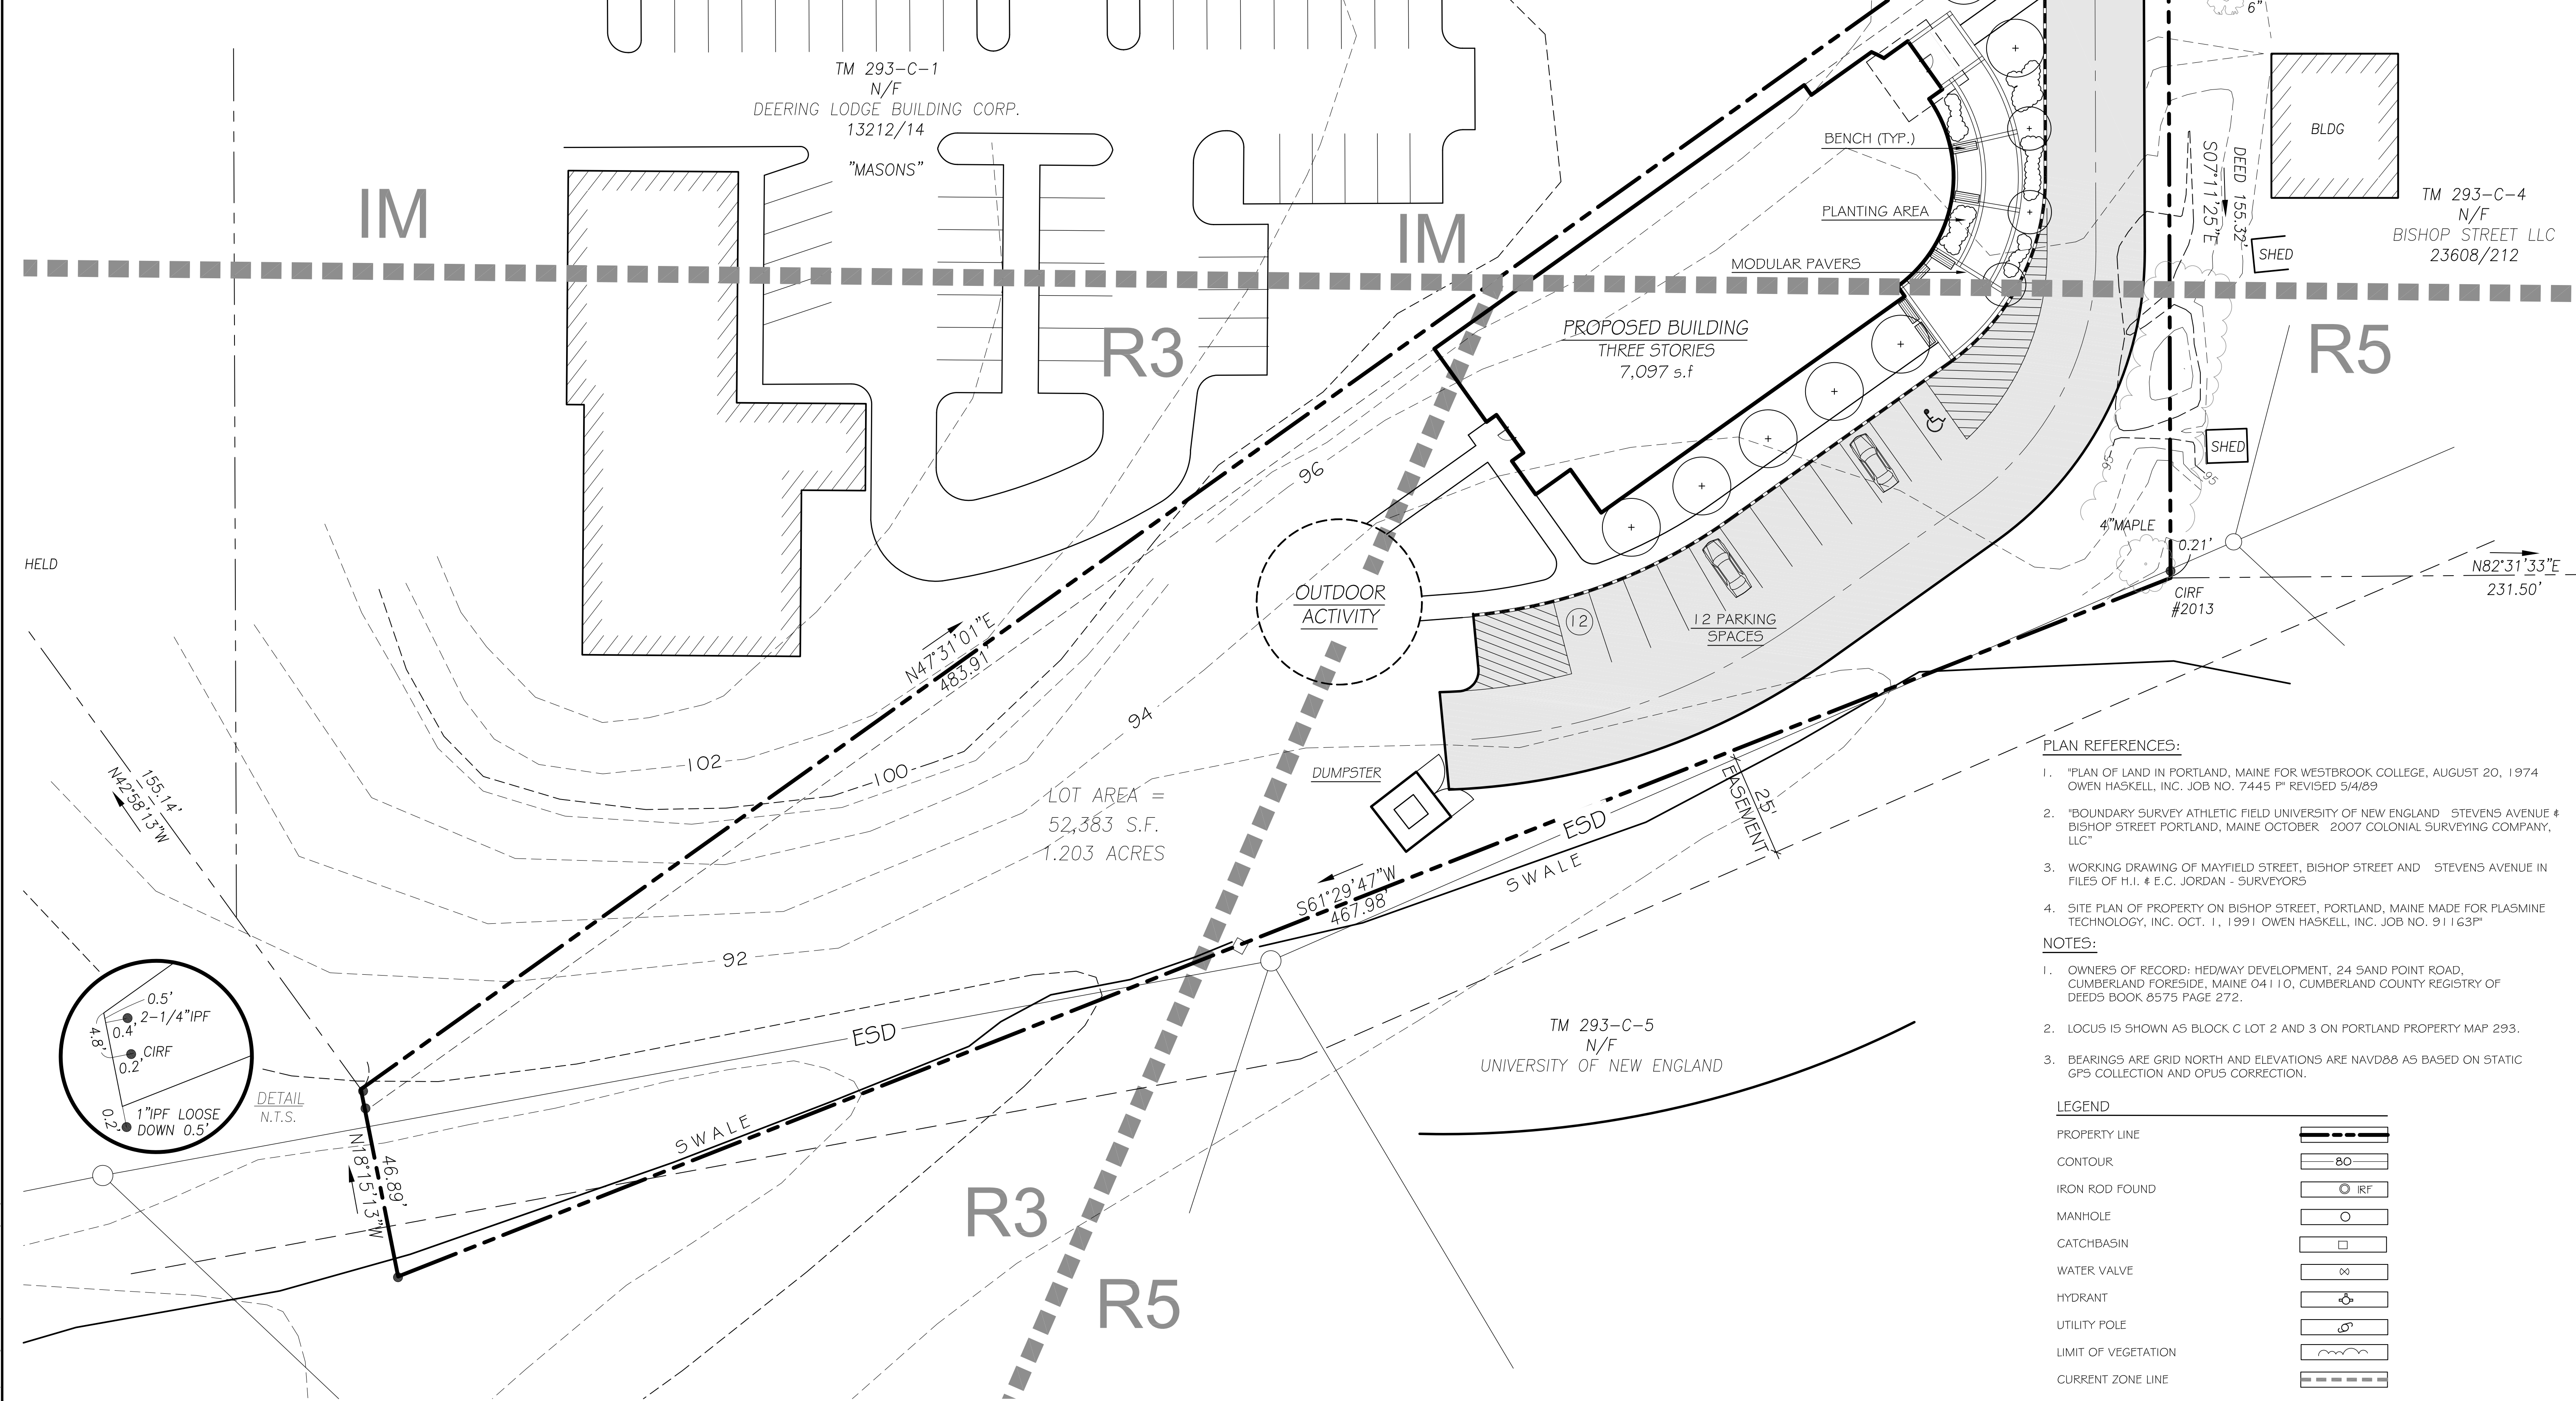 6"
TM 293-C-1
N/F
DEERING LODGE BUILDING CORP.
13212/14
"MASONS"
IM
IM
R3
R5
BENCH (TYP.)
PLANTING AREA
MODULAR PAVERS
PROPOSED BUILDING
THREE STORIES
7,097 s.f
BLDG
DEED 155.32'
S07°11'25"E
TM 293-C-4
N/F
BISHOP STREET LLC
23608/212
SHED
SHED
95
95
4"MAPLE
0.21'
CIRF
#2013
N82°31'33"E
231.50'
HELD
96
OUTDOOR
ACTIVITY
12
12 PARKING
SPACES
N47°31'01"E
483.91'
94
102
100
155.14'
N42°58'13"W
LOT AREA =
52,383 S.F.
1.203 ACRES
DUMPSTER
ESD
25'
EASEMENT
SWALE
S61°29'47"W
467.98'
92
0.5'
2-1/4"IPF
0.4'
4.8'
CIRF
0.2'
0.2'
1"IPF LOOSE
DOWN 0.5'
DETAIL
N.T.S.
ESD
SWALE
46.89'
N18°15'13"W
TM 293-C-5
N/F
UNIVERSITY OF NEW ENGLAND
R3
R5
PLAN REFERENCES:
1. "PLAN OF LAND IN PORTLAND, MAINE FOR WESTBROOK COLLEGE, AUGUST 20, 1974
OWEN HASKELL, INC. JOB NO. 7445 P" REVISED 5/4/89
2. "BOUNDARY SURVEY ATHLETIC FIELD UNIVERSITY OF NEW ENGLAND STEVENS AVENUE &
BISHOP STREET PORTLAND, MAINE OCTOBER 2007 COLONIAL SURVEYING COMPANY,
LLC"
3. WORKING DRAWING OF MAYFIELD STREET, BISHOP STREET AND STEVENS AVENUE IN
FILES OF H.I. & E.C. JORDAN - SURVEYORS
4. SITE PLAN OF PROPERTY ON BISHOP STREET, PORTLAND, MAINE MADE FOR PLASMINE
TECHNOLOGY, INC. OCT. 1, 1991 OWEN HASKELL, INC. JOB NO. 91163P"
NOTES:
1. OWNERS OF RECORD: HED/WAY DEVELOPMENT, 24 SAND POINT ROAD,
CUMBERLAND FORESIDE, MAINE 04110, CUMBERLAND COUNTY REGISTRY OF
DEEDS BOOK 8575 PAGE 272.
2. LOCUS IS SHOWN AS BLOCK C LOT 2 AND 3 ON PORTLAND PROPERTY MAP 293.
3. BEARINGS ARE GRID NORTH AND ELEVATIONS ARE NAVD88 AS BASED ON STATIC
GPS COLLECTION AND OPUS CORRECTION.
LEGEND
PROPERTY LINE
CONTOUR 80
IRON ROD FOUND IRF
MANHOLE
CATCHBASIN
WATER VALVE
HYDRANT
UTILITY POLE
LIMIT OF VEGETATION
CURRENT ZONE LINE